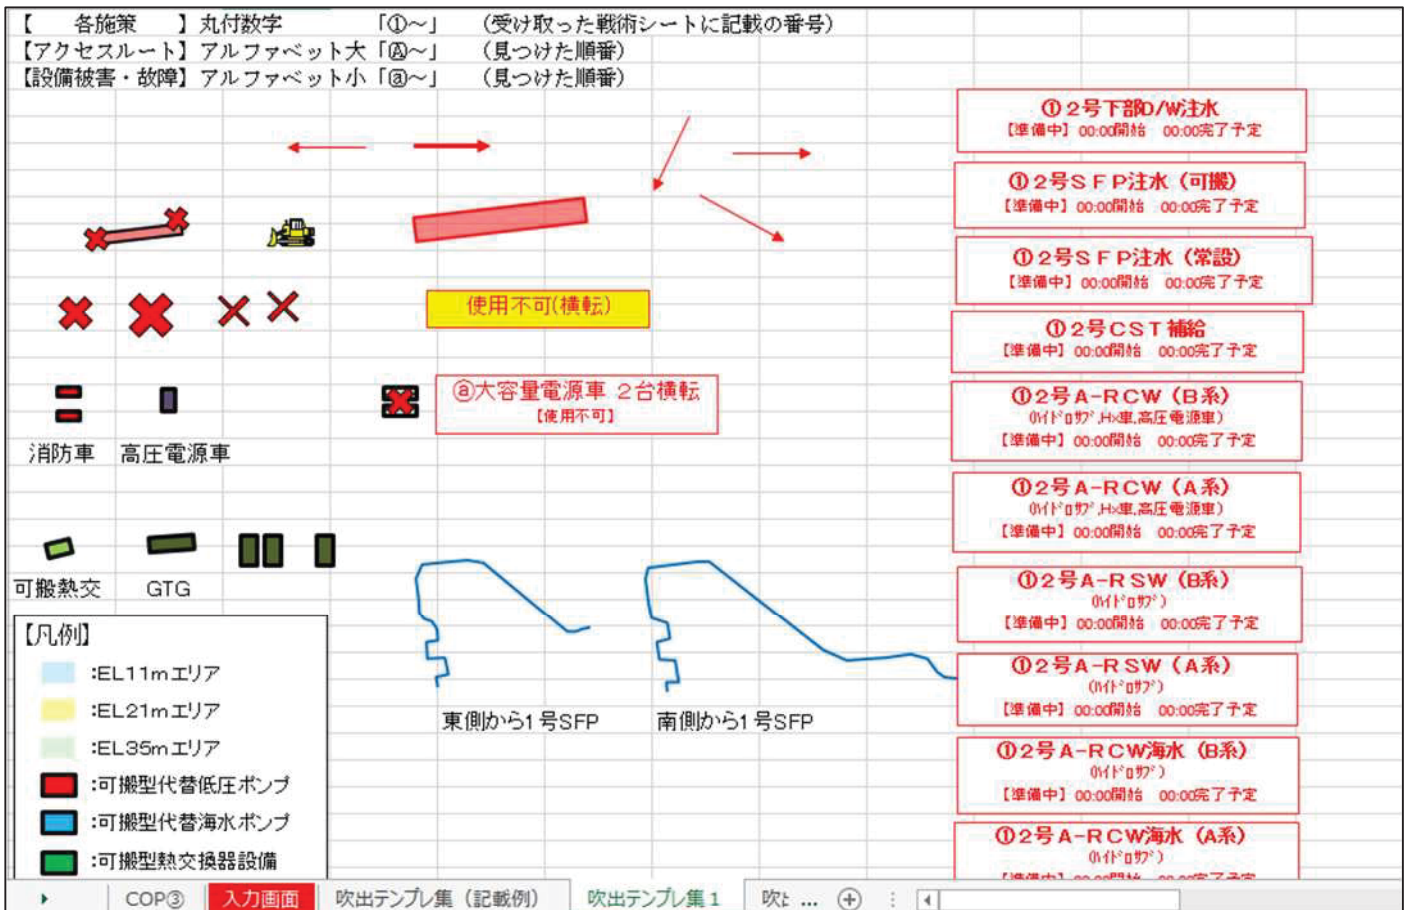 【　各施策　】丸付数字　「①～」　（受け取った戦術シートに記載の番号）
【アクセスルート】アルファベット大「Ⓐ～」　（見つけた順番）
【設備被害・故障】アルファベット小「ⓐ～」　（見つけた順番）
①２号下部D/W注水
【準備中】00:00開始　00:00完了予定
①２号ＳＦＰ注水（可搬）
【準備中】00:00開始　00:00完了予定
①２号ＳＦＰ注水（常設）
【準備中】00:00開始　00:00完了予定
使用不可(横転)
①２号ＣＳＴ補給
【準備中】00:00開始　00:00完了予定
ⓐ大容量電源車 ２台横転
【使用不可】
①２号Ａ-ＲＣＷ（Ｂ系）
(ﾊｲﾄﾞﾛｻﾌﾞ,Hx車,高圧電源車)
【準備中】00:00開始　00:00完了予定
消防車　高圧電源車
①２号Ａ-ＲＣＷ（Ａ系）
(ﾊｲﾄﾞﾛｻﾌﾞ,Hx車,高圧電源車)
【準備中】00:00開始　00:00完了予定
可般熱交　GTG
①２号Ａ-ＲＳＷ（Ｂ系）
(ﾊｲﾄﾞﾛｻﾌﾞ)
【準備中】00:00開始　00:00完了予定
【凡例】
:EL11ｍエリア
:EL21ｍエリア
:EL35ｍエリア
:可搬型代替低圧ポンプ
:可搬型代替海水ポンプ
:可搬型熱交換器設備
東側から1号SFP
南側から1号SFP
①２号Ａ-ＲＳＷ（Ａ系）
(ﾊｲﾄﾞﾛｻﾌﾞ)
【準備中】00:00開始　00:00完了予定
①２号Ａ-ＲＣＷ海水（Ｂ系）
(ﾊｲﾄﾞﾛｻﾌﾞ)
【準備中】00:00開始　00:00完了予定
①２号Ａ-ＲＣＷ海水（Ａ系）
(ﾊｲﾄﾞﾛｻﾌﾞ)
【準備中】00:00開始　00:00完了予定
COP③　入力画面　吹出テンプレ集（記載例）　吹出テンプレ集１　吹ﾋ ...